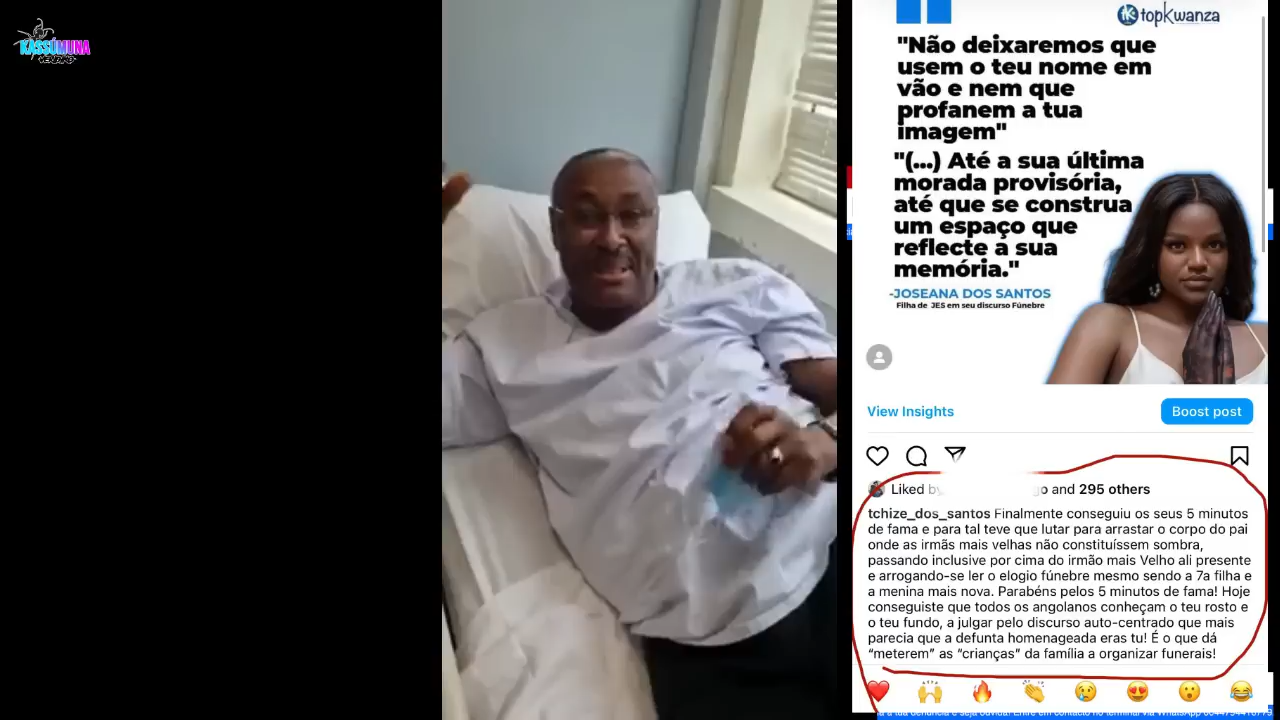 KASSUMUNA
VENDING
topKwanza
"Não deixaremos que
usem o teu nome em
vão e nem que
profanem a tua
imagem"
"(...) Até a sua última
morada provisória,
até que se construa
um espaço que
reflecte a sua
memória."
-JOSEANA DOS SANTOS
Filha de JES em seu discurso Fúnebre
View Insights
Boost post
Liked by
o and 295 others
tchize_dos_santos Finalmente conseguiu os seus 5 minutos
de fama e para tal teve que lutar para arrastar o corpo do pai
onde as irmãs mais velhas não constituíssem sombra,
passando inclusive por cima do irmão mais Velho ali presente
e arrogando-se ler o elogio fúnebre mesmo sendo a 7a filha e
a menina mais nova. Parabéns pelos 5 minutos de fama! Hoje
conseguiste que todos os angolanos conheçam o teu rosto e
o teu fundo, a julgar pelo discurso auto-centrado que mais
parecia que a defunta homenageada eras tu! É o que dá
“meterem” as “crianças” da família a organizar funerais!